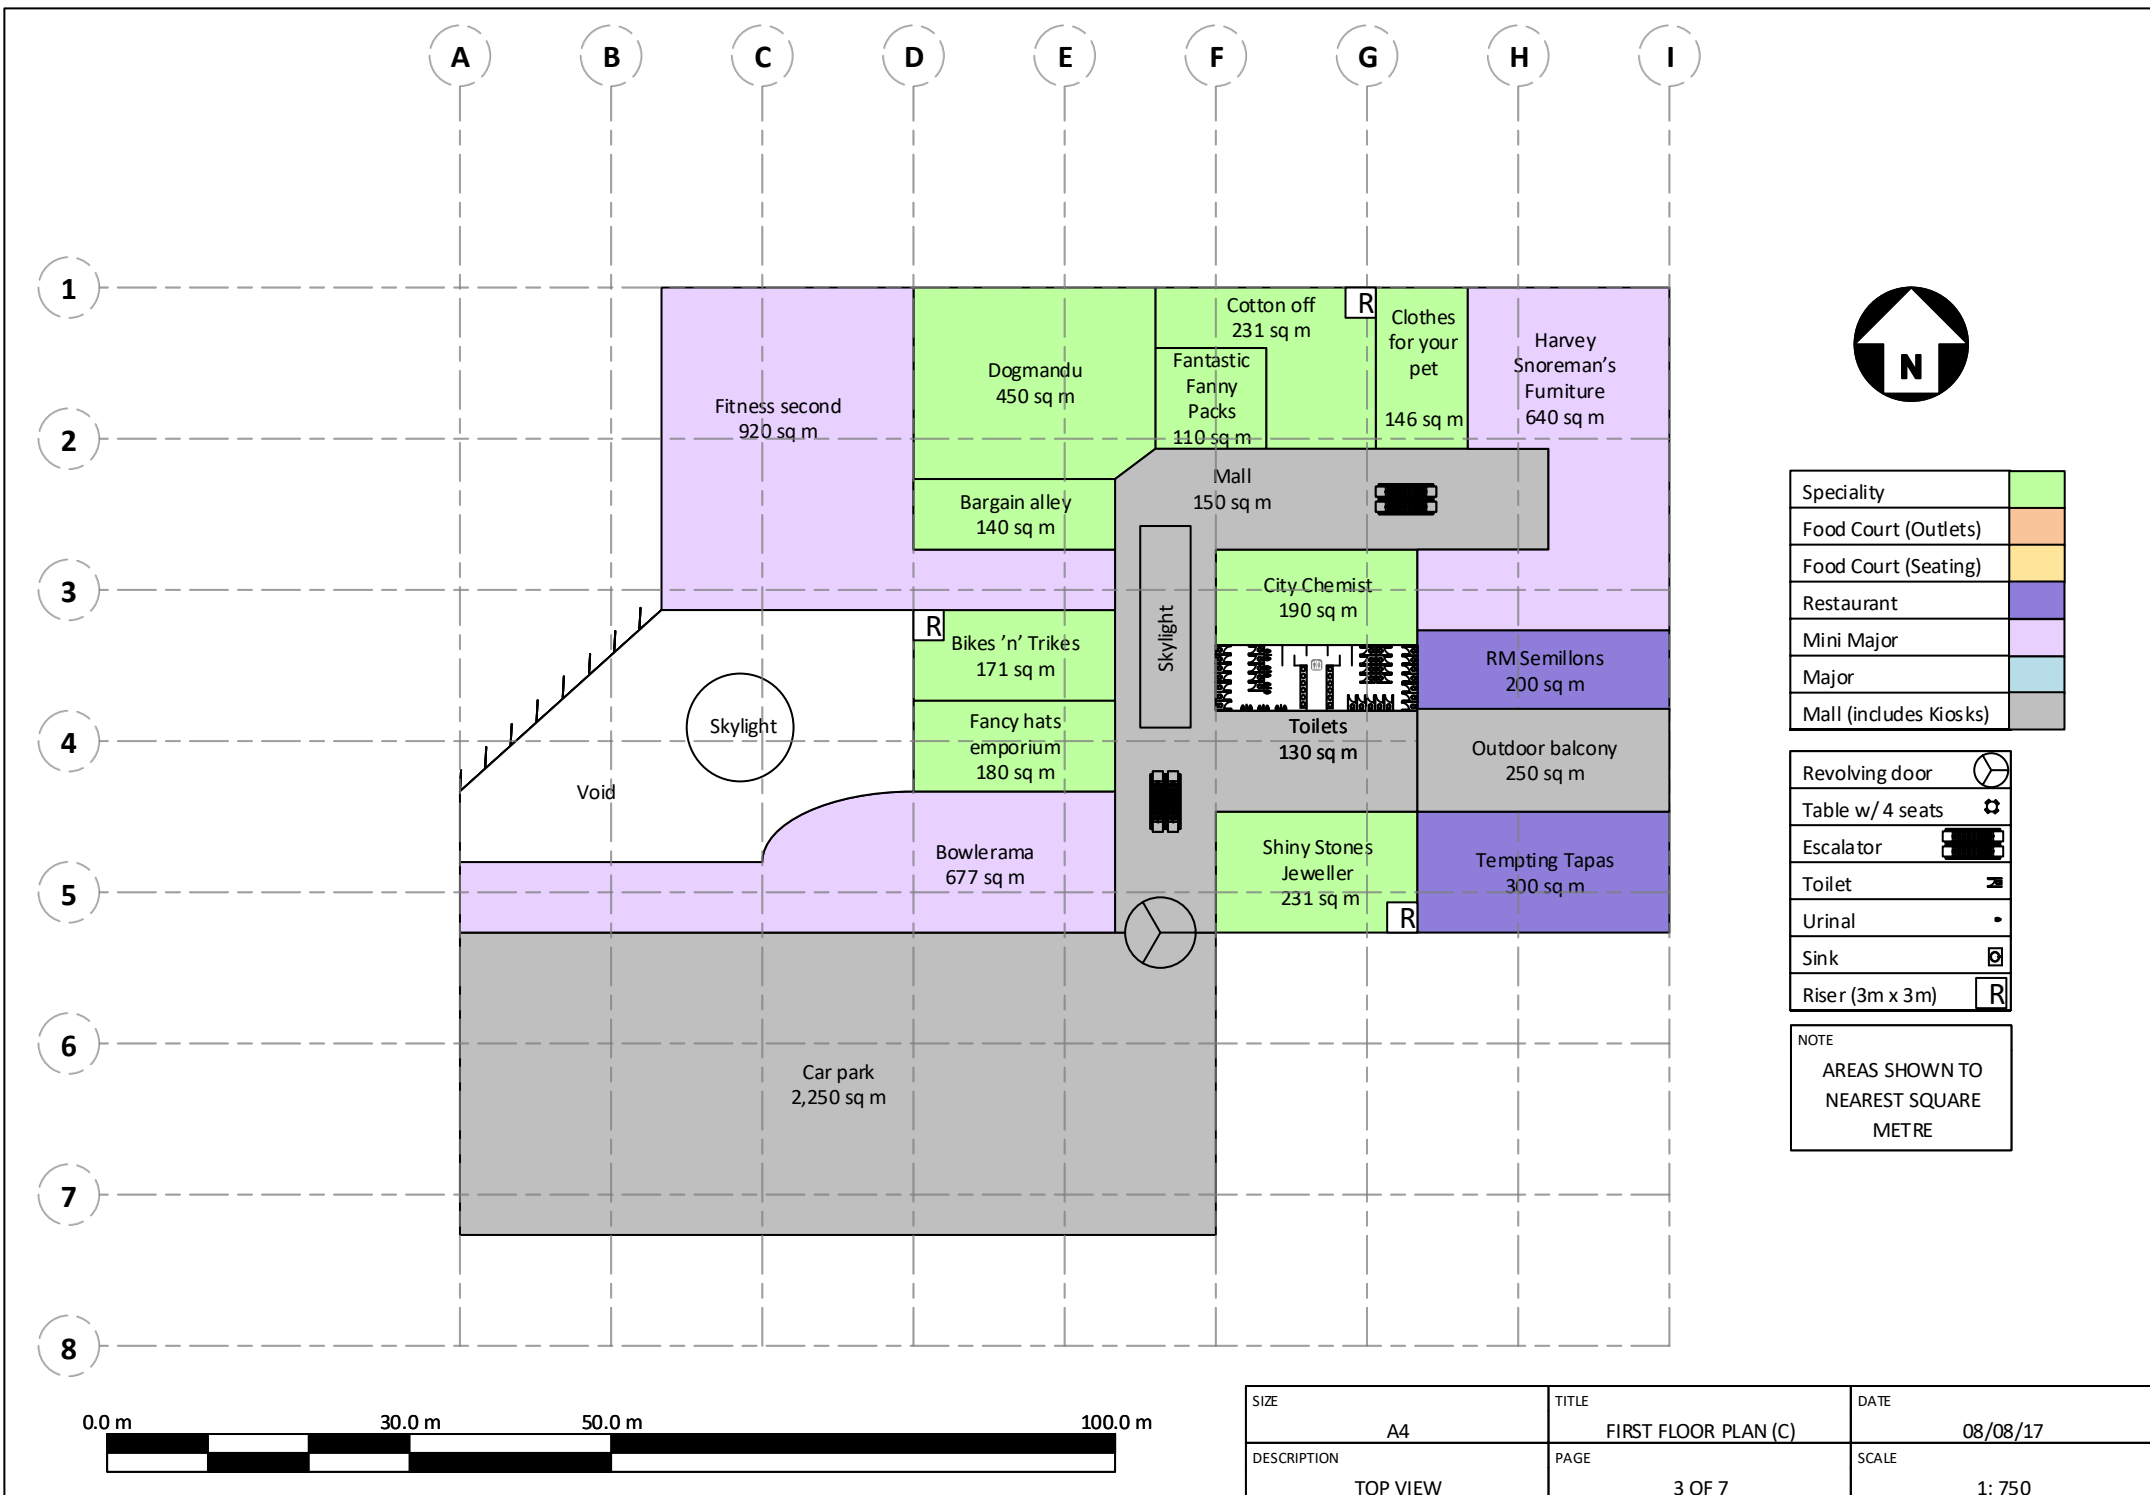 A
B
C
D
E
F
G
H
I
1
2
3
4
5
6
7
8
Fitness second
920 sq m
Dogmandu
450 sq m
Bargain alley
140 sq m
Cotton off
231 sq m
R
Fantastic
Fanny
Packs
110 sq m
Clothes
for your
pet
146 sq m
Harvey
Snoreman’s
Furniture
640 sq m
Mall
150 sq m
Skylight
City Chemist
190 sq m
R
Bikes ’n’ Trikes
171 sq m
Fancy hats
emporium
180 sq m
Skylight
Void
Toilets
130 sq m
RM Semillons
200 sq m
Outdoor balcony
250 sq m
Bowlerama
677 sq m
Shiny Stones
Jeweller
231 sq m
R
Tempting Tapas
300 sq m
Car park
2,250 sq m
N
Speciality
Food Court (Outlets)
Food Court (Seating)
Restaurant
Mini Major
Major
Mall (includes Kiosks)
Revolving door
Table w/ 4 seats
Escalator
Toilet
Urinal
Sink
Riser (3m x 3m) R
NOTE
AREAS SHOWN TO
NEAREST SQUARE
METRE
0.0 m 30.0 m 50.0 m 100.0 m
SIZE
A4
TITLE
FIRST FLOOR PLAN (C)
DATE
08/08/17
DESCRIPTION
TOP VIEW
PAGE
3 OF 7
SCALE
1: 750